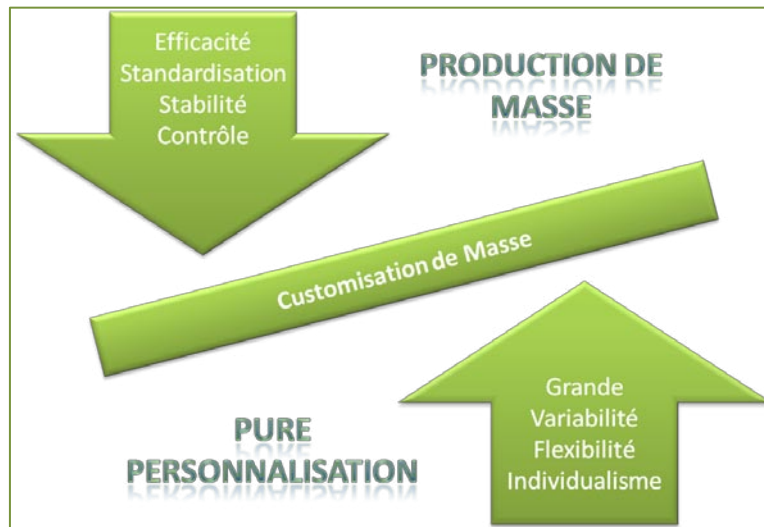 Efficacité
Standardisation
Stabilité
Contrôle
PRODUCTION DE
MASSE
Customisation de Masse
Grande
Variabilité
Flexibilité
Individualisme
PURE
PERSONNALISATION